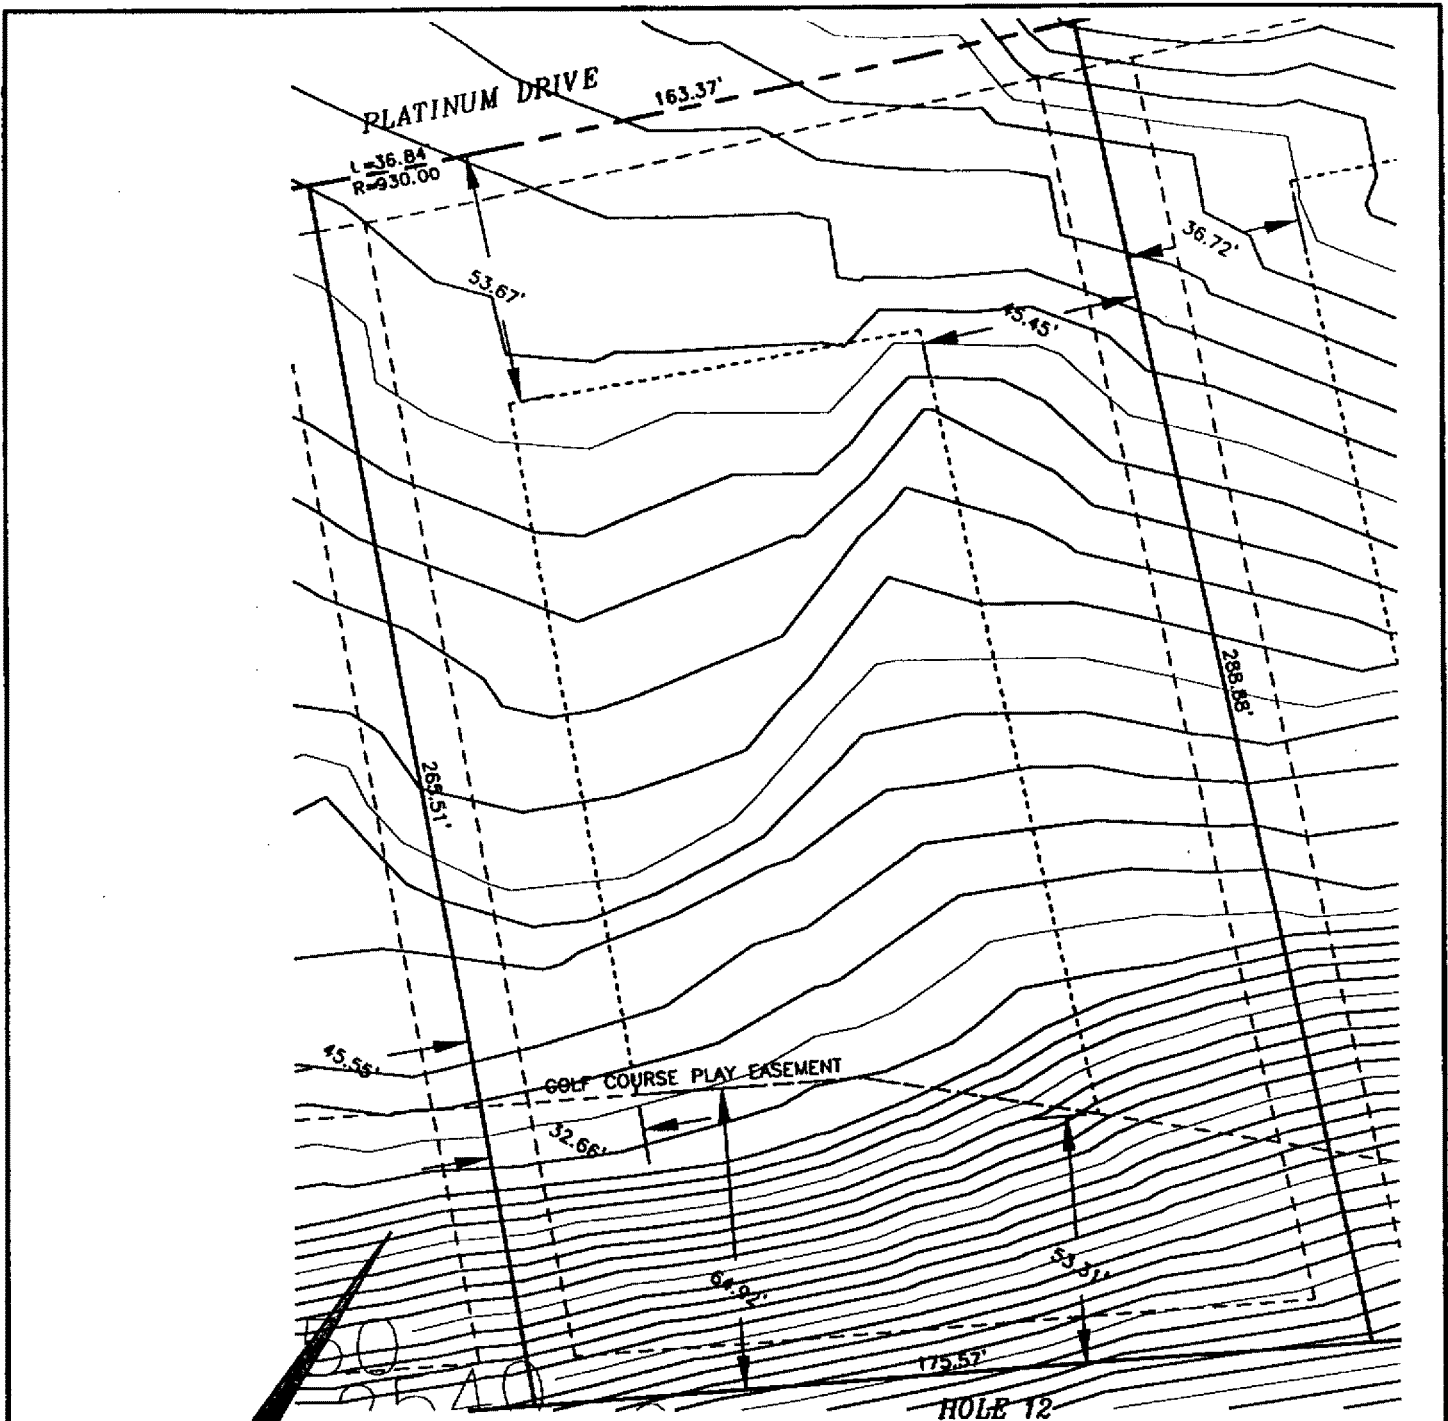 PLATINUM DRIVE
163.37'
L=36.84
R=930.00
53.67'
36.72'
45.45'
288.88'
265.51'
45.55'
GOLF COURSE PLAY EASEMENT
32.66'
53.31'
64.92'
175.57'
HOLE 12